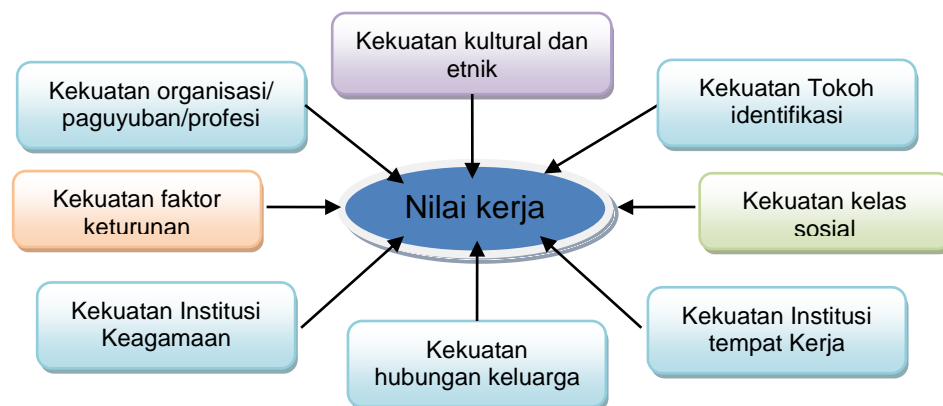 Kekuatan kultural dan
etnik
Kekuatan organisasi/
paguyuban/profesi
Kekuatan Tokoh
identifikasi
Kekuatan faktor
keturunan
Nilai kerja
Kekuatan kelas
sosial
Kekuatan Institusi
Keagamaan
Kekuatan
hubungan keluarga
Kekuatan Institusi
tempat Kerja